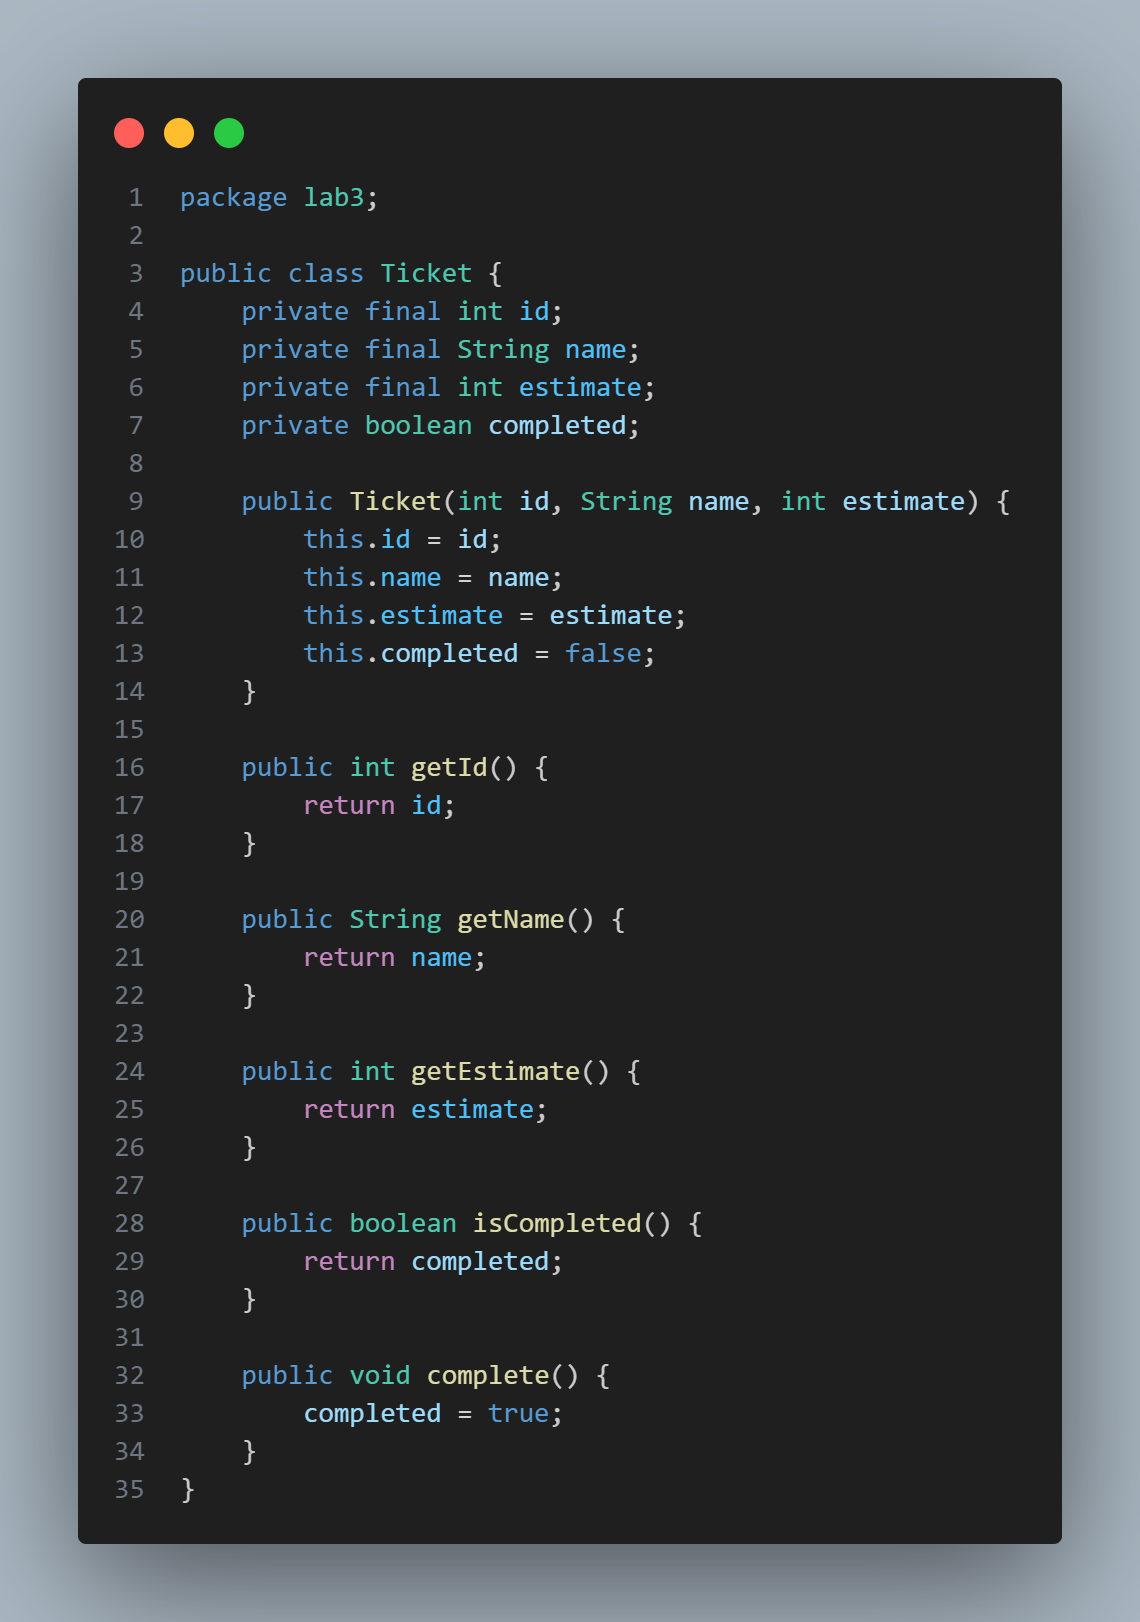 1 package lab3;
2
3 public class Ticket {
4     private final int id;
5     private final String name;
6     private final int estimate;
7     private boolean completed;
8
9     public Ticket(int id, String name, int estimate) {
10         this.id = id;
11         this.name = name;
12         this.estimate = estimate;
13         this.completed = false;
14     }
15
16     public int getId() {
17         return id;
18     }
19
20     public String getName() {
21         return name;
22     }
23
24     public int getEstimate() {
25         return estimate;
26     }
27
28     public boolean isCompleted() {
29         return completed;
30     }
31
32     public void complete() {
33         completed = true;
34     }
35 }